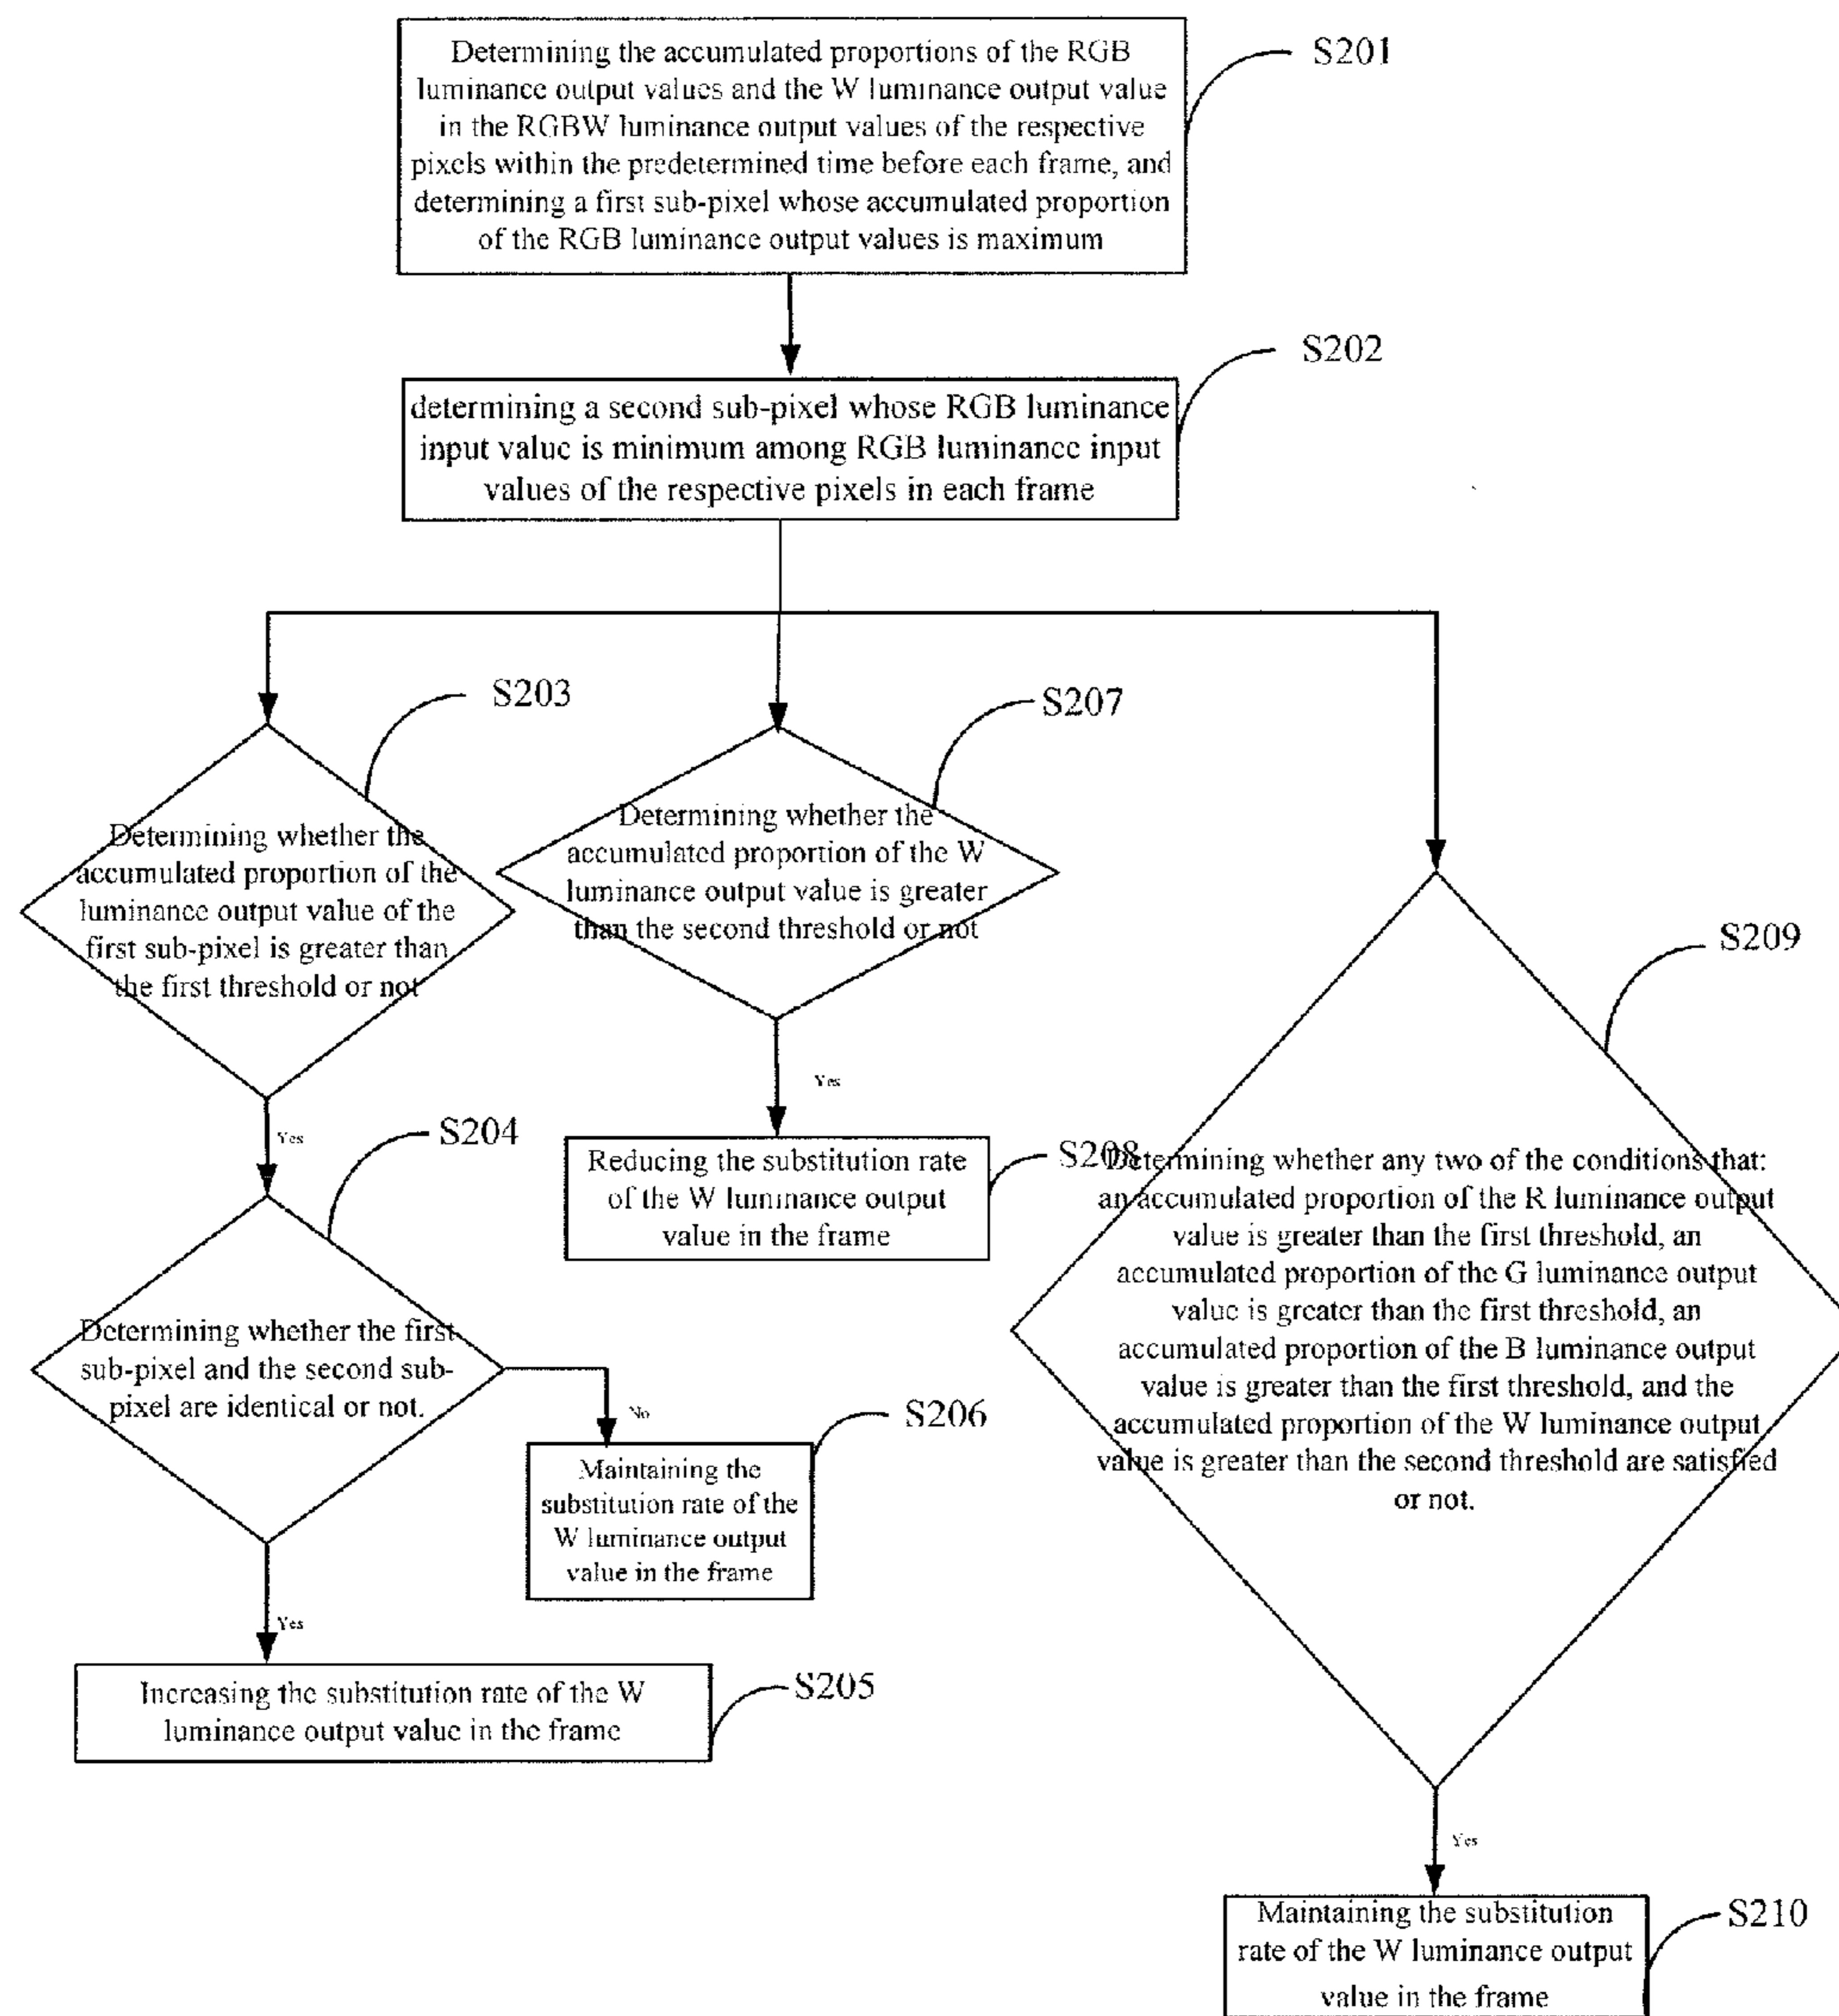 Determining the accumulated proportions of the RGB
luminance output values and the W luminance output value
in the RGBW luminance output values of the respective
pixels within the predetermined time before each frame, and
determining a first sub-pixel whose accumulated proportion
of the RGB luminance output values is maximum
S201
determining a second sub-pixel whose RGB luminance
input value is minimum among RGB luminance input
values of the respective pixels in each frame
S202
S203
Determining whether the
accumulated proportion of the
luminance output value of the
first sub-pixel is greater than
the first threshold or not
Yes
S207
Determining whether the
accumulated proportion of the W
luminance output value is greater
than the second threshold or not
Yes
S209
Determining whether any two of the conditions that:
an accumulated proportion of the R luminance output
value is greater than the first threshold, an
accumulated proportion of the G luminance output
value is greater than the first threshold, an
accumulated proportion of the B luminance output
value is greater than the first threshold, and the
accumulated proportion of the W luminance output
value is greater than the second threshold are satisfied
or not.
Yes
S204
Determining whether the first
sub-pixel and the second sub-
pixel are identical or not.
No
Yes
S208
Reducing the substitution rate
of the W luminance output
value in the frame
S206
Maintaining the
substitution rate of the
W luminance output
value in the frame
Increasing the substitution rate of the W
luminance output value in the frame
S205
Maintaining the substitution
rate of the W luminance output
value in the frame
S210